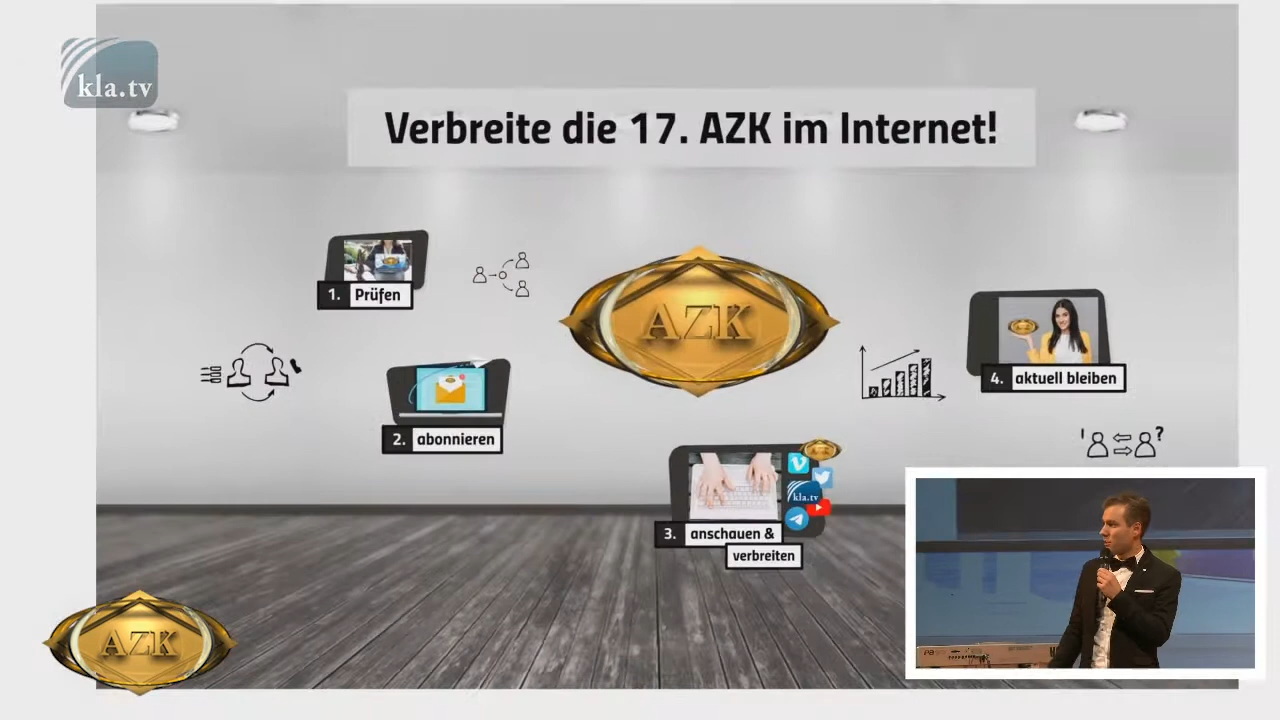 kla.tv
Verbreite die 17. AZK im Internet!
1. Prüfen
AZK
2. abonnieren
4. aktuell bleiben
kla.tv
3. anschauen &
verbreiten
AZK